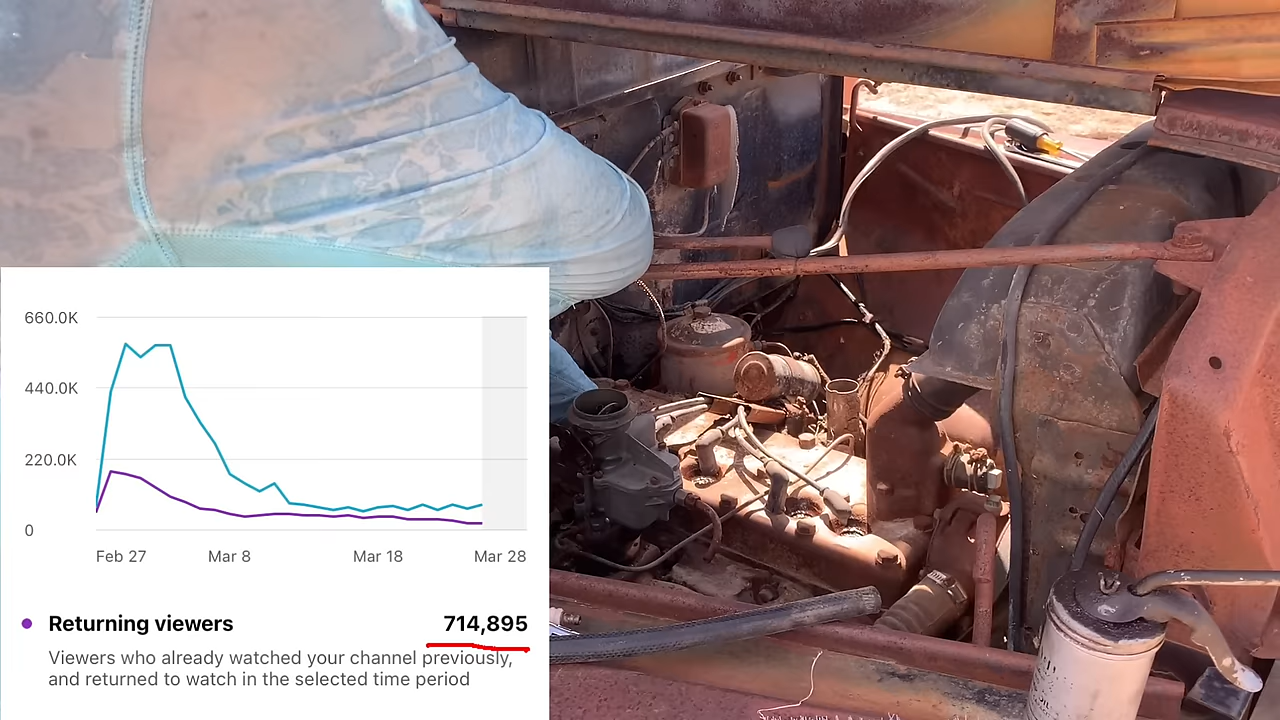 660.0K
440.0K
220.0K
0
Feb 27 Mar 8 Mar 18 Mar 28
Returning viewers 714,895
Viewers who already watched your channel previously,
and returned to watch in the selected time period